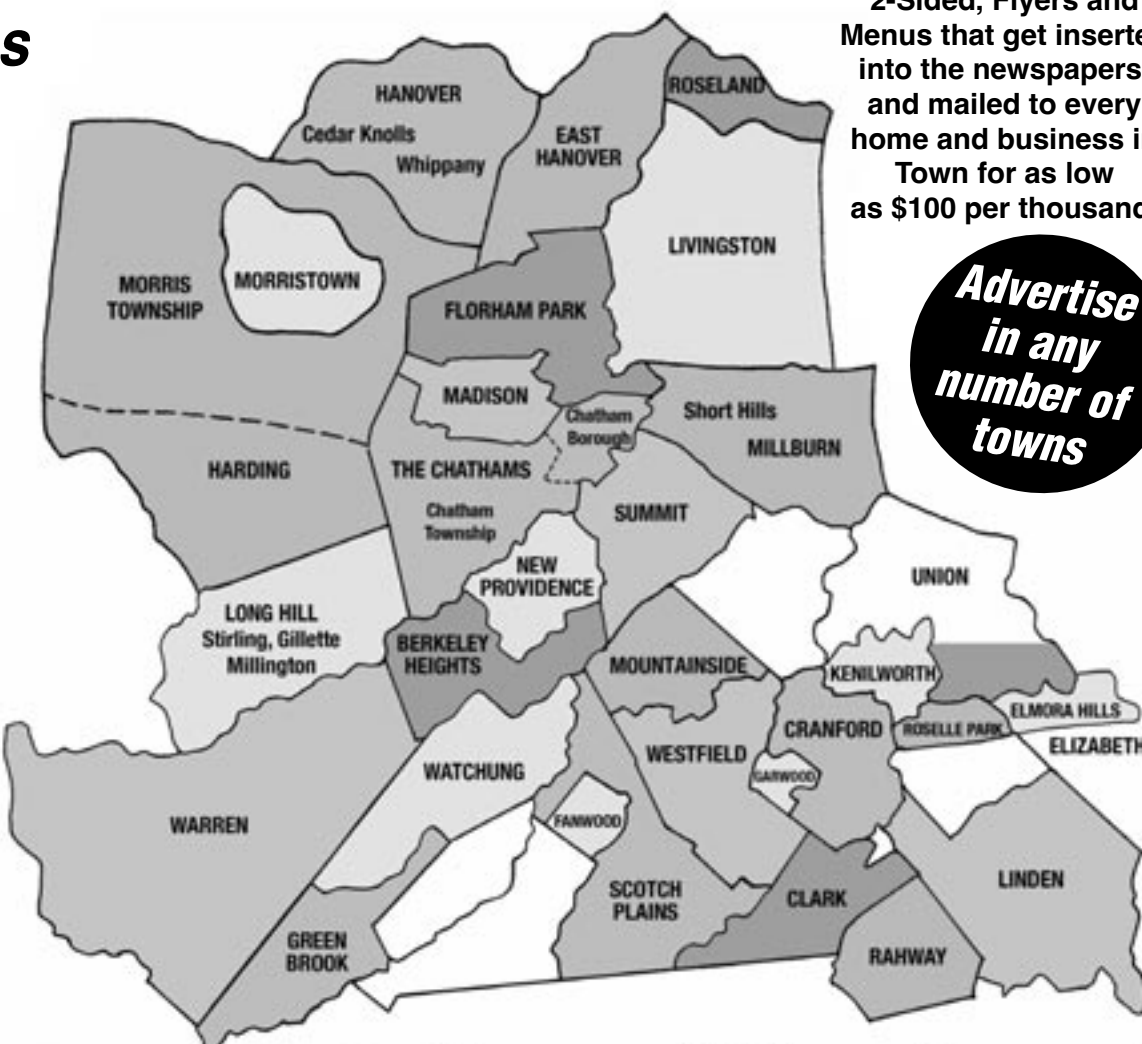 s
2-Sided, Flyers and
Menus that get inserte
into the newspapers
and mailed to every
home and business i
Town for as low
as $100 per thousand
Advertise
in any
number of
towns
HANOVER
Cedar Knolls
Whippany
EAST
HANOVER
ROSELAND
LIVINGSTON
MORRIS
TOWNSHIP
MORRISTOWN
FLORHAM PARK
MADISON
Chatham
Borough
Short Hills
MILLBURN
HARDING
THE CHATHAMS
Chatham
Township
SUMMIT
NEW
PROVIDENCE
UNION
LONG HILL
Stirling, Gillette
Millington
BERKELEY
HEIGHTS
MOUNTAINSIDE
KENILWORTH
ELMORA HILLS
ROSELLE PARK
CRANFORD
ELIZABETH
WESTFIELD
GARWOOD
WATCHUNG
WARREN
FANWOOD
SCOTCH
PLAINS
CLARK
LINDEN
GREEN
BROOK
RAHWAY